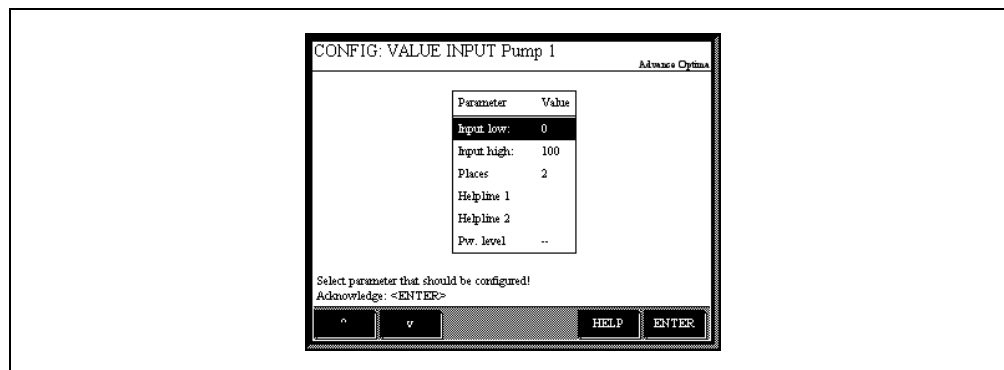 CONFIG: VALUE INPUT Pump 1
Advance Optima
Parameter Value
Input low: 0
Input high: 100
Places 2
Helpline 1
Helpline 2
Pw. level --
Select parameter that should be configured!
Acknowledge: <ENTER>
^ v HELP ENTER